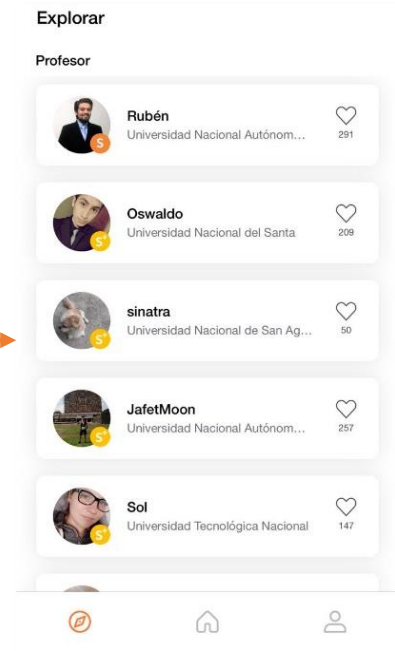 Explorar
Profesor
Rubén
Universidad Nacional Autónom...
291
S
Oswaldo
Universidad Nacional del Santa
209
S+
sinatra
Universidad Nacional de San Ag...
50
S+
JafetMoon
Universidad Nacional Autónom...
257
S+
Sol
Universidad Tecnológica Nacional
147
S+